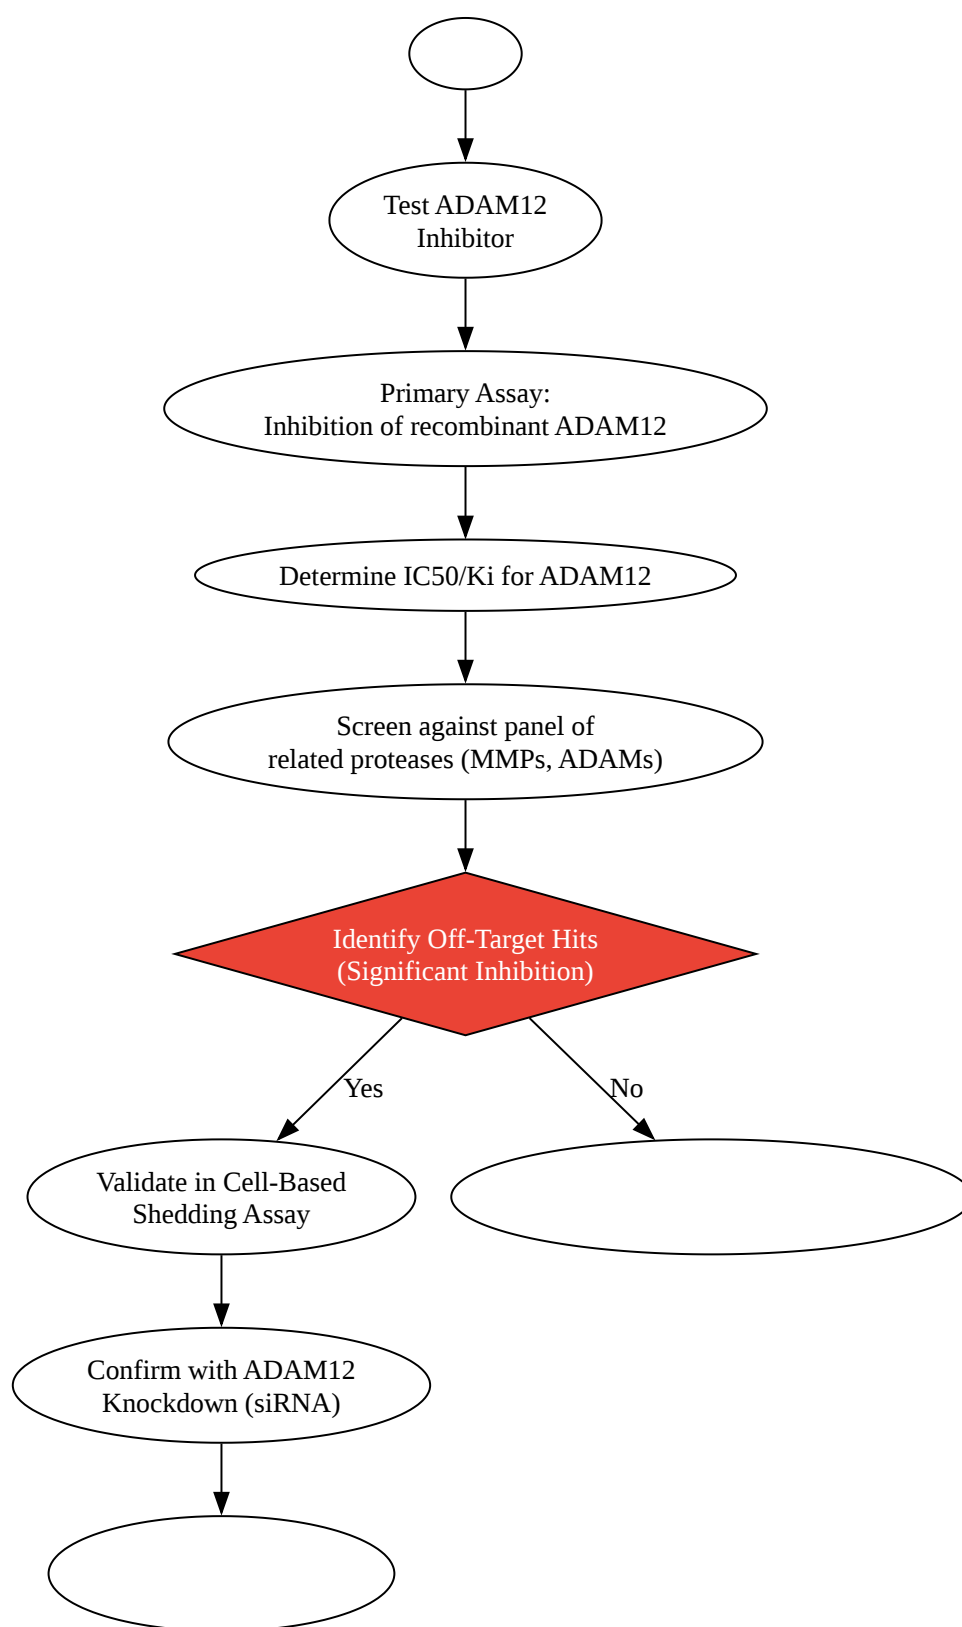 Test ADAM12
Inhibitor
Primary Assay:
Inhibition of recombinant ADAM12
Determine IC50/Ki for ADAM12
Screen against panel of
related proteases (MMPs, ADAMs)
Identify Off-Target Hits
(Significant Inhibition)
Yes
No
Validate in Cell-Based
Shedding Assay
Confirm with ADAM12
Knockdown (siRNA)